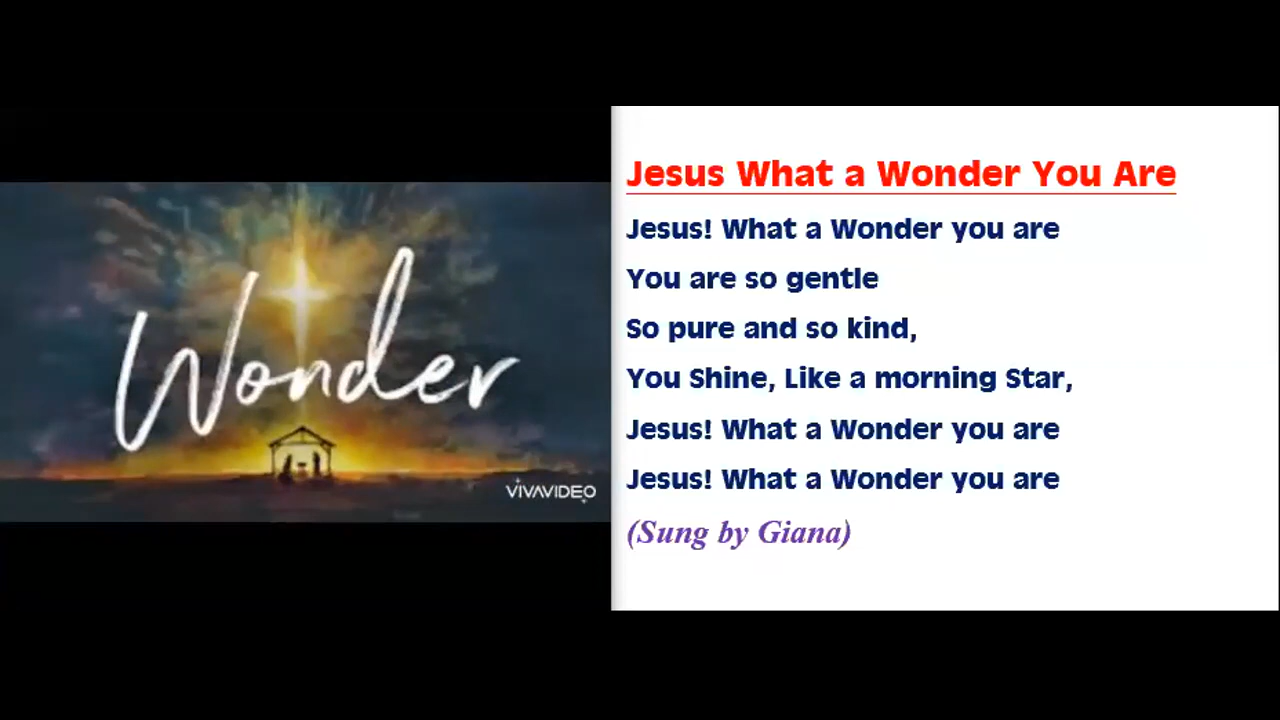 Wonder
VIVAVIDEO
Jesus What a Wonder You Are
Jesus! What a Wonder you are
You are so gentle
So pure and so kind,
You Shine, Like a morning Star,
Jesus! What a Wonder you are
Jesus! What a Wonder you are
(Sung by Giana)